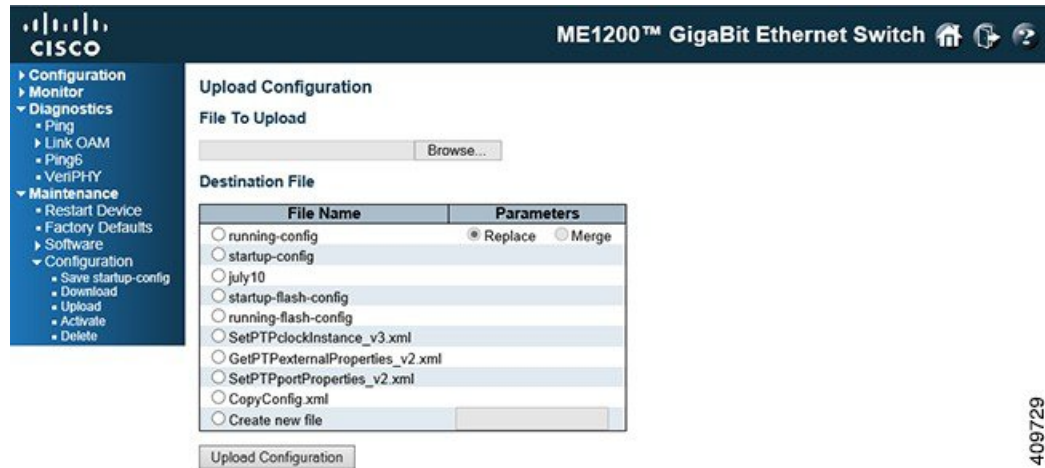 CISCO
ME1200™ GigaBit Ethernet Switch
Configuration
Monitor
Diagnostics
Ping
Link OAM
Ping6
VeriPHY
Maintenance
Restart Device
Factory Defaults
Software
Configuration
Save startup-config
Download
Upload
Activate
Delete
Upload Configuration
File To Upload
Browse...
Destination File
File Name Parameters
running-config Replace Merge
startup-config
july10
startup-flash-config
running-flash-config
SetPTPclockInstance_v3.xml
GetPTPexternalProperties_v2.xml
SetPTPportProperties_v2.xml
CopyConfig.xml
Create new file
Upload Configuration
409729